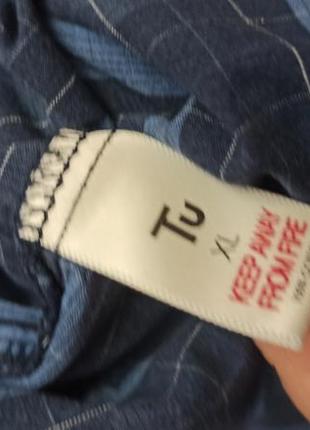 Tu
XL
KEEP AWAY
FROM FIRE